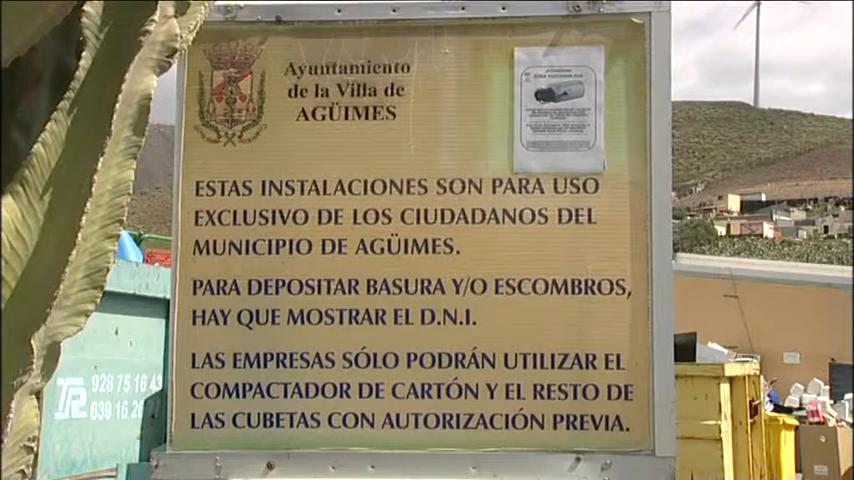 Ayuntamiento
de la Villa de
AGÜIMES
ESTAS INSTALACIONES SON PARA USO
EXCLUSIVO DE LOS CIUDADANOS DEL
MUNICIPIO DE AGÜIMES.
PARA DEPOSITAR BASURA Y/O ESCOMBROS,
HAY QUE MOSTRAR EL D.N.I.
LAS EMPRESAS SÓLO PODRÁN UTILIZAR EL
COMPACTADOR DE CARTÓN Y EL RESTO DE
LAS CUBETAS CON AUTORIZACIÓN PREVIA.
928 75 16 43
639 16 26